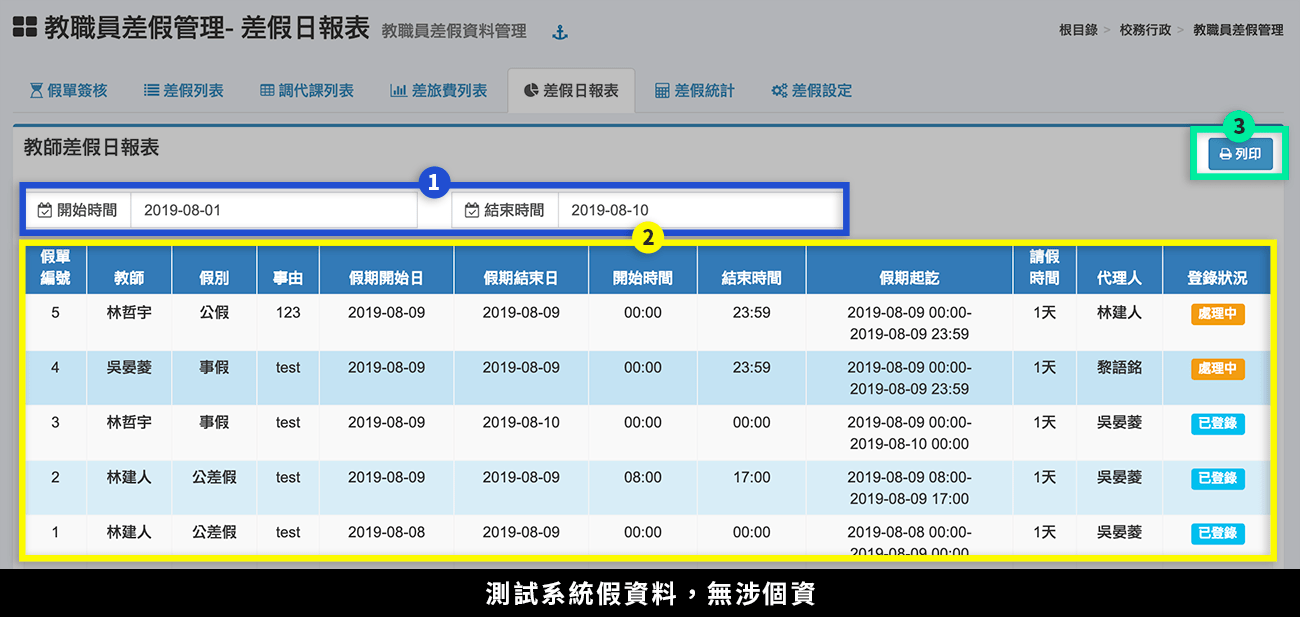 教職員差假管理- 差假日報表 教職員差假資料管理
根目錄 > 校務行政 > 教職員差假管理
假單簽核 差假列表 調代課列表 差旅費列表 差假日報表 差假統計 差假設定
3
教師差假日報表
列印
1
開始時間 2019-08-01 結束時間 2019-08-10
2
假單編號 教師 假別 事由 假期開始日 假期結束日 開始時間 結束時間 假期起訖 請假時間 代理人 登錄狀況
5 林哲宇 公假 123 2019-08-09 2019-08-09 00:00 23:59 2019-08-09 00:00- 1天 林建人 處理中
2019-08-09 23:59
4 吳晏菱 事假 test 2019-08-09 2019-08-09 00:00 23:59 2019-08-09 00:00- 1天 黎語銘 處理中
2019-08-09 23:59
3 林哲宇 事假 test 2019-08-09 2019-08-10 00:00 00:00 2019-08-09 00:00- 1天 吳晏菱 已登錄
2019-08-10 00:00
2 林建人 公差假 test 2019-08-09 2019-08-09 08:00 17:00 2019-08-09 08:00- 1天 吳晏菱 已登錄
2019-08-09 17:00
1 林建人 公差假 test 2019-08-08 2019-08-09 00:00 00:00 2019-08-08 00:00- 1天 吳晏菱 已登錄
2019-08-09 00:00
測試系統假資料，無涉個資